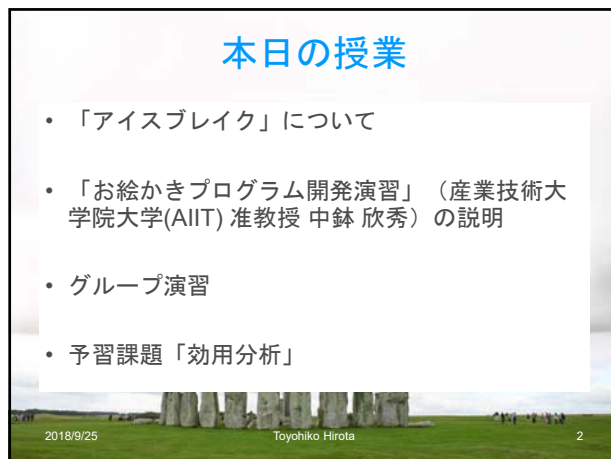 本日の授業
• 「アイスブレイク」について
• 「お絵かきプログラム開発演習」（産業技術大
学院大学(AIIT) 准教授 中鉢 欣秀）の説明
• グループ演習
• 予習課題「効用分析」
2018/9/25 Toyohiko Hirota 2